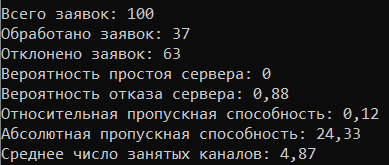 Всего заявок: 100
Обработано заявок: 37
Отклонено заявок: 63
Вероятность простоя сервера: 0
Вероятность отказа сервера: 0,88
Относительная пропускная способность: 0,12
Абсолютная пропускная способность: 24,33
Среднее число занятых каналов: 4,87